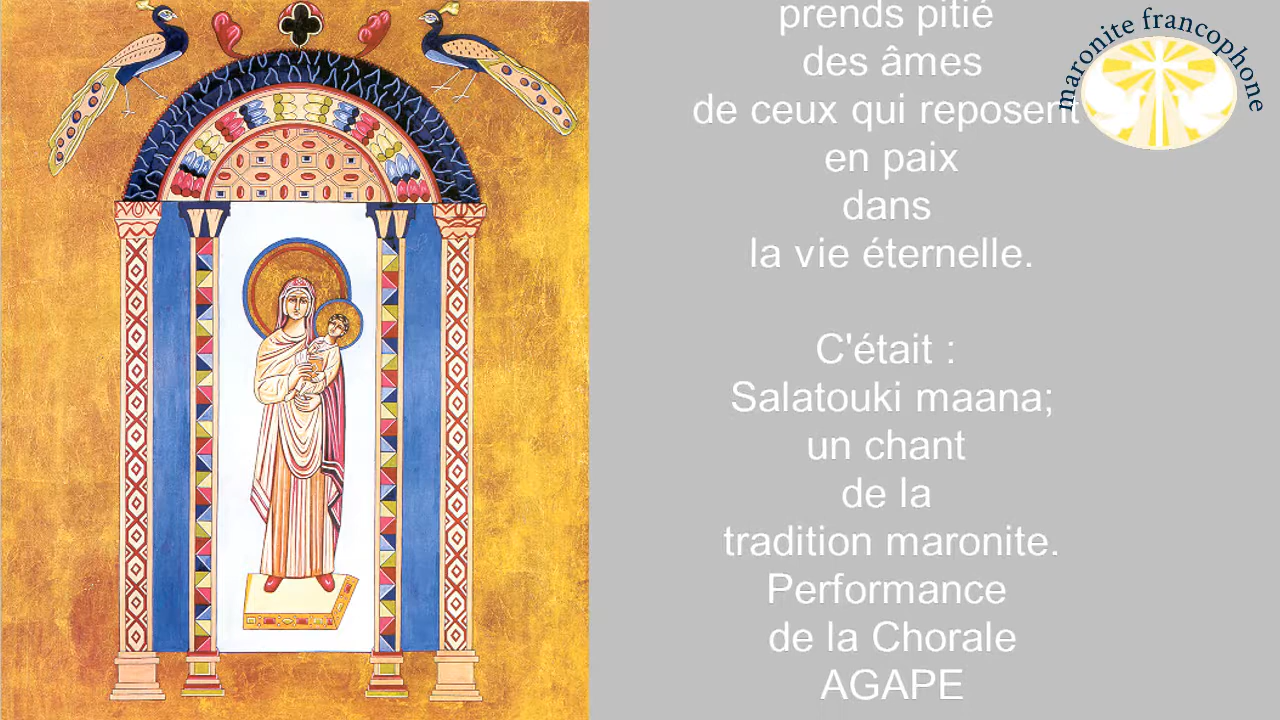 prends pitié
des âmes
de ceux qui reposent
en paix
dans
la vie éternelle.
C'était :
Salatouki maana;
un chant
de la
tradition maronite.
Performance
de la Chorale
AGAPE
maronite francophone